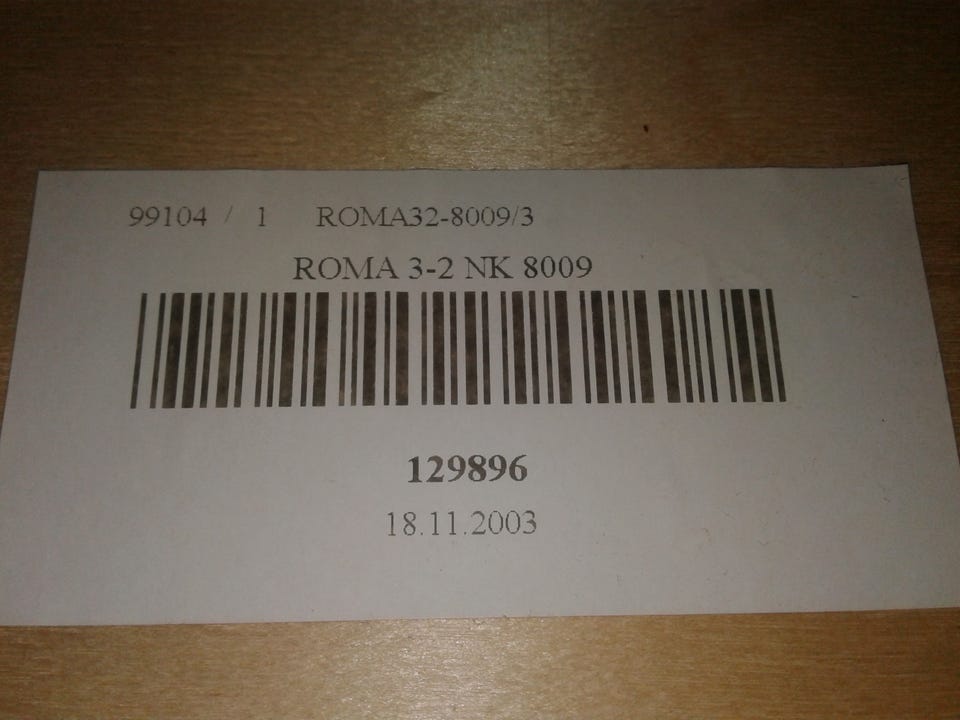 99104 / 1 ROMA32-8009/3
ROMA 3-2 NK 8009
129896
18.11.2003